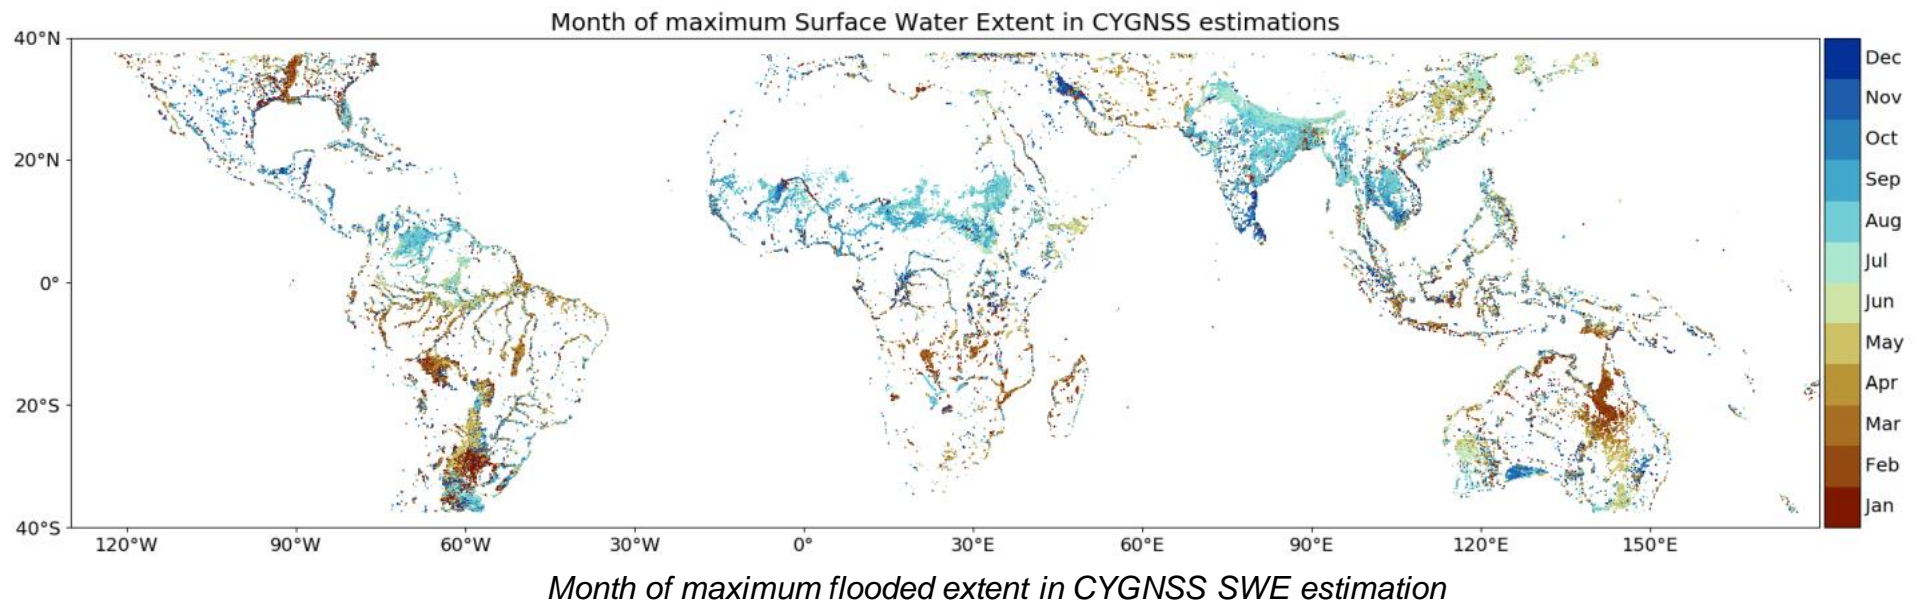 Month of maximum Surface Water Extent in CYGNSS estimations
40°N
20°N
0°
20°S
40°S
120°W
90°W
60°W
30°W
0°
30°E
60°E
90°E
120°E
150°E
Dec
Nov
Oct
Sep
Aug
Jul
Jun
May
Apr
Mar
Feb
Jan
Month of maximum flooded extent in CYGNSS SWE estimation